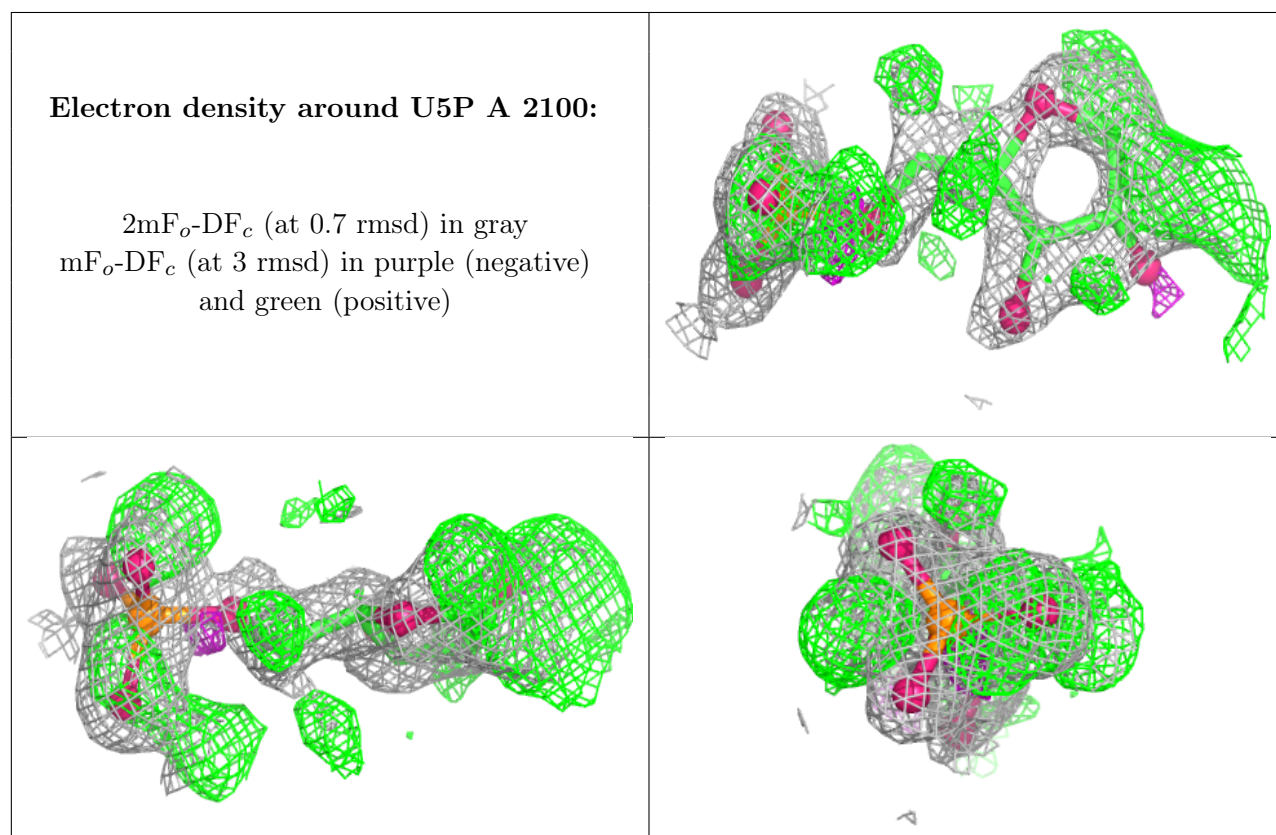 Electron density around U5P A 2100:
2mFo-DFc (at 0.7 rmsd) in gray
mFo-DFc (at 3 rmsd) in purple (negative)
and green (positive)